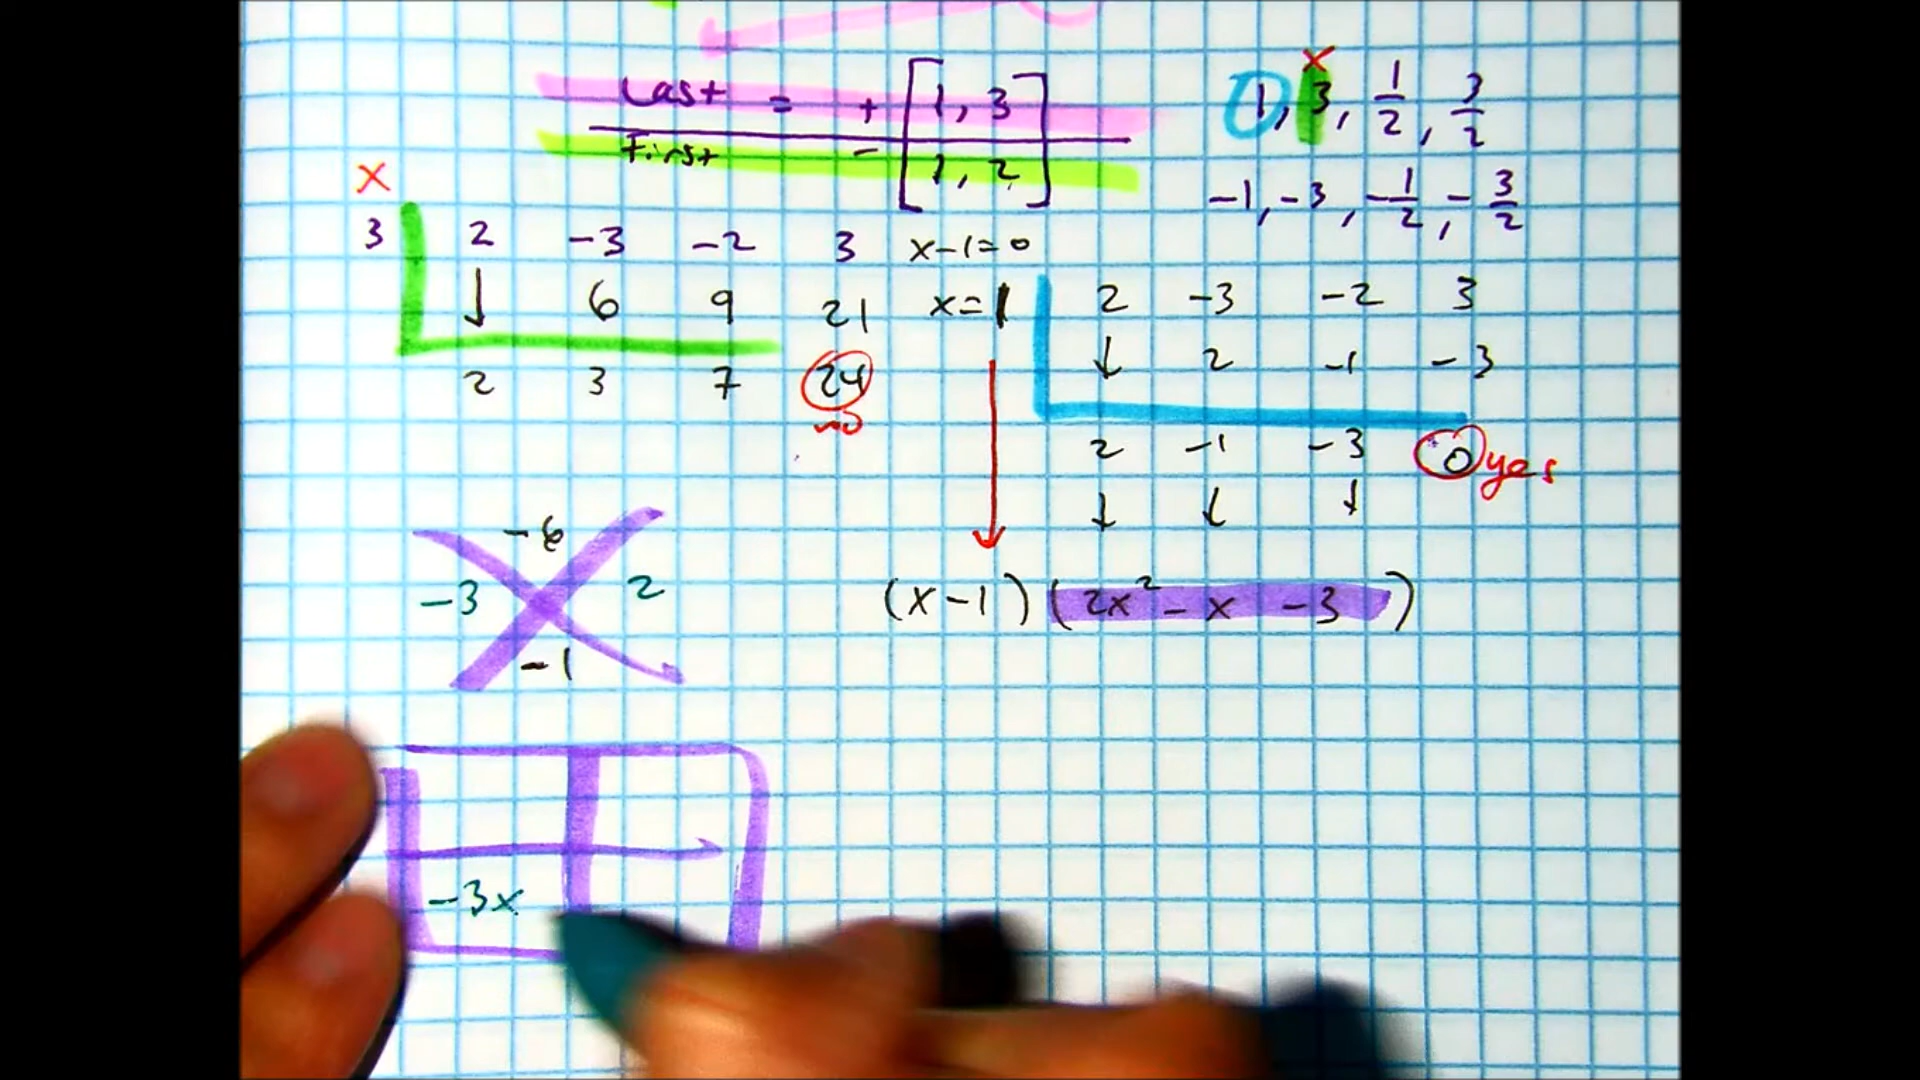 Last = + [1, 3]
First - [1, 2]
x
1, 3, 1/2, 3/2
-1, -3, -1/2, -3/2
x
3 2 -3 -2 3
↓ 6 9 21
2 3 7 24
no
x-1=0
x=1 2 -3 -2 3
↓ 2 -1 -3
2 -1 -3 0 yes
↓ ↓ ↓
(x-1)(2x² - x -3)
-6
-3 2
-1
-3x